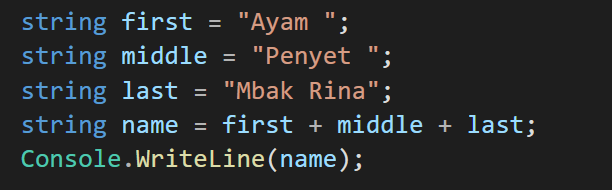 string first = "Ayam ";
string middle = "Penyet ";
string last = "Mbak Rina";
string name = first + middle + last;
Console.WriteLine(name);